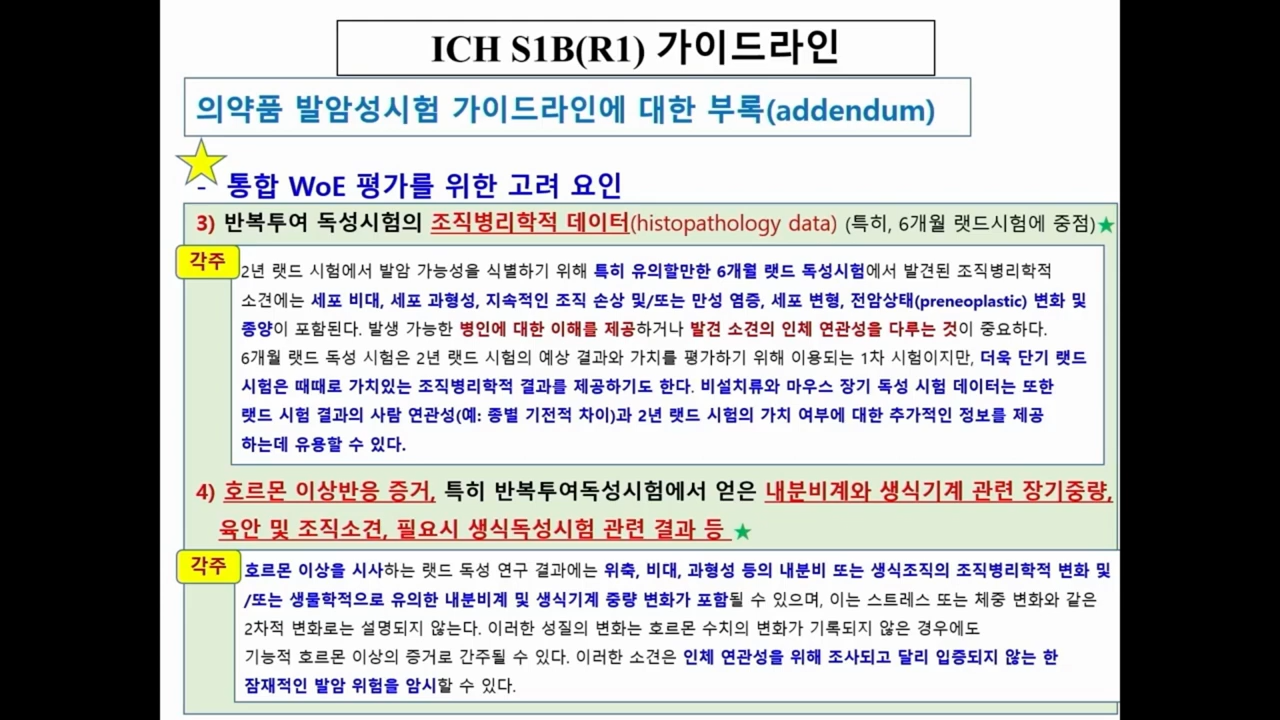 ICH S1B(R1) 가이드라인
의약품 발암성시험 가이드라인에 대한 부록(addendum)
- 통합 WoE 평가를 위한 고려 요인
3) 반복투여 독성시험의 조직병리학적 데이터(histopathology data) (특히, 6개월 랫드시험에 중점)★
각주
2년 랫드 시험에서 발암 가능성을 식별하기 위해 특히 유의할만한 6개월 랫드 독성시험에서 발견된 조직병리학적
소견에는 세포 비대, 세포 과형성, 지속적인 조직 손상 및/또는 만성 염증, 세포 변형, 전암상태(preneoplastic) 변화 및
종양이 포함된다. 발생 가능한 병인에 대한 이해를 제공하거나 발견 소견의 인체 연관성을 다루는 것이 중요하다.
6개월 랫드 독성 시험은 2년 랫드 시험의 예상 결과와 가치를 평가하기 위해 이용되는 1차 시험이지만, 더욱 단기 랫드
시험은 때때로 가치있는 조직병리학적 결과를 제공하기도 한다. 비설치류와 마우스 장기 독성 시험 데이터는 또한
랫드 시험 결과의 사람 연관성(예: 종별 기전적 차이)과 2년 랫드 시험의 가치 여부에 대한 추가적인 정보를 제공
하는데 유용할 수 있다.
4) 호르몬 이상반응 증거, 특히 반복투여독성시험에서 얻은 내분비계와 생식기계 관련 장기중량,
육안 및 조직소견, 필요시 생식독성시험 관련 결과 등 ★
각주
호르몬 이상을 시사하는 랫드 독성 연구 결과에는 위축, 비대, 과형성 등의 내분비 또는 생식조직의 조직병리학적 변화 및
/또는 생물학적으로 유의한 내분비계 및 생식기계 중량 변화가 포함될 수 있으며, 이는 스트레스 또는 체중 변화와 같은
2차적 변화로는 설명되지 않는다. 이러한 성질의 변화는 호르몬 수치의 변화가 기록되지 않은 경우에도
기능적 호르몬 이상의 증거로 간주될 수 있다. 이러한 소견은 인체 연관성을 위해 조사되고 달리 입증되지 않는 한
잠재적인 발암 위험을 암시할 수 있다.